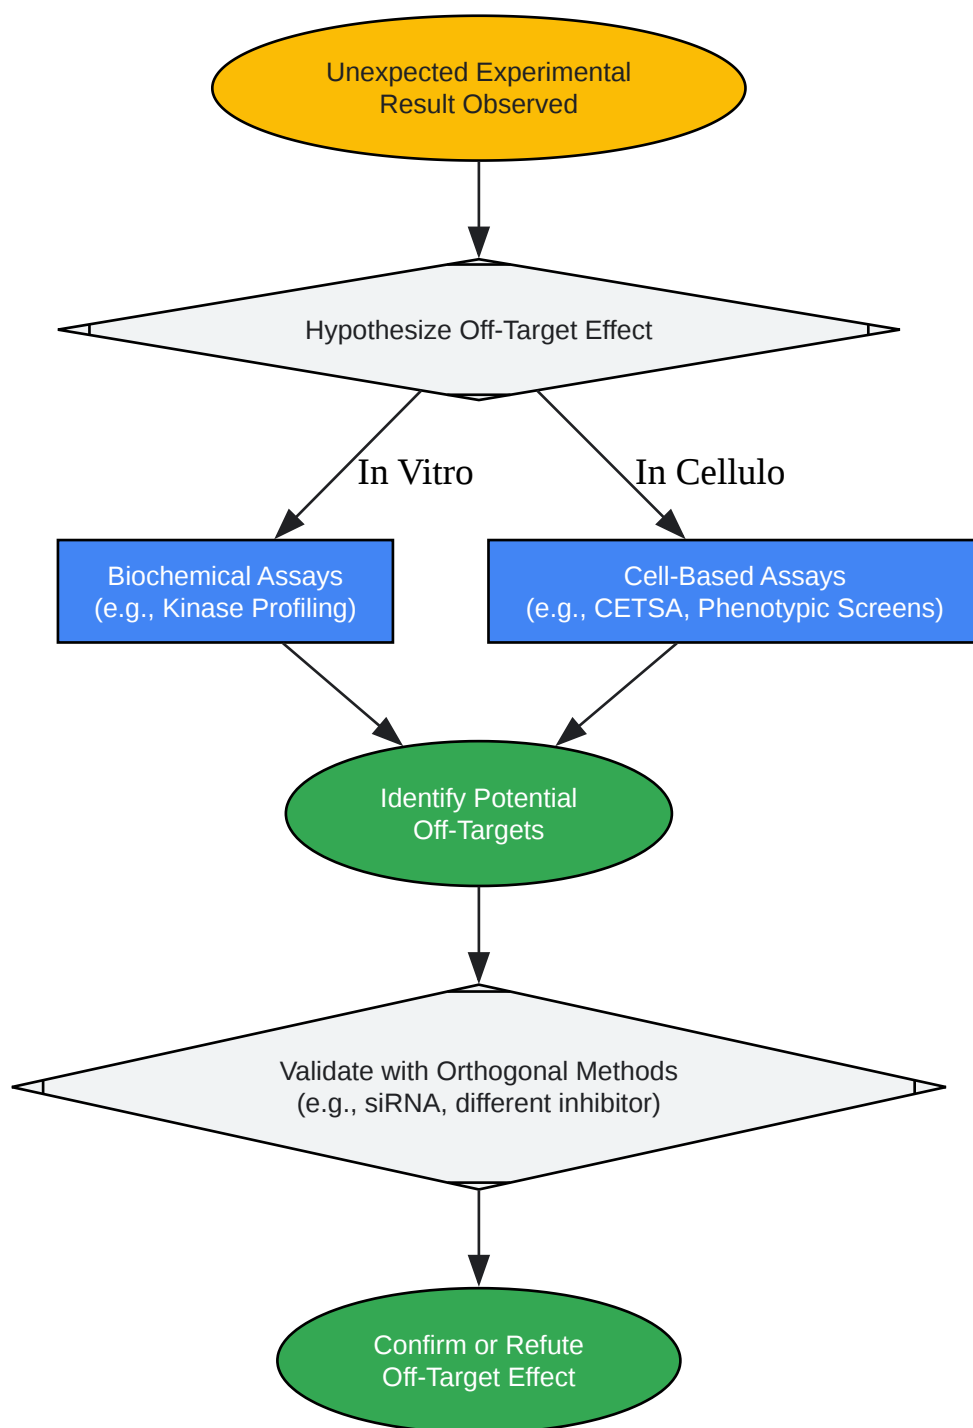 Unexpected Experimental
Result Observed
Hypothesize Off-Target Effect
In Vitro
In Cellulo
Biochemical Assays
(e.g., Kinase Profiling)
Cell-Based Assays
(e.g., CETSA, Phenotypic Screens)
Identify Potential
Off-Targets
Validate with Orthogonal Methods
(e.g., siRNA, different inhibitor)
Confirm or Refute
Off-Target Effect